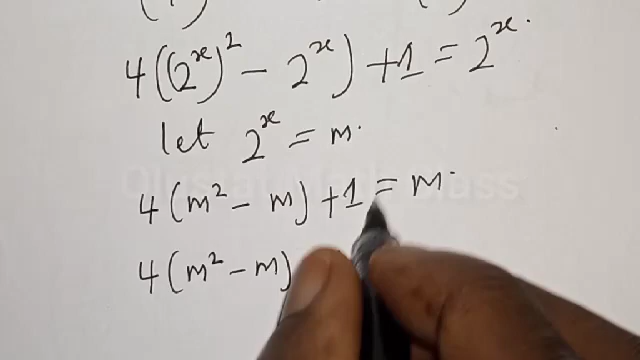 4((2^x)^2 - 2^x) + 1 = 2^x.
let 2^x = m.
4(m^2 - m) + 1 = m.
4(m^2 - m)